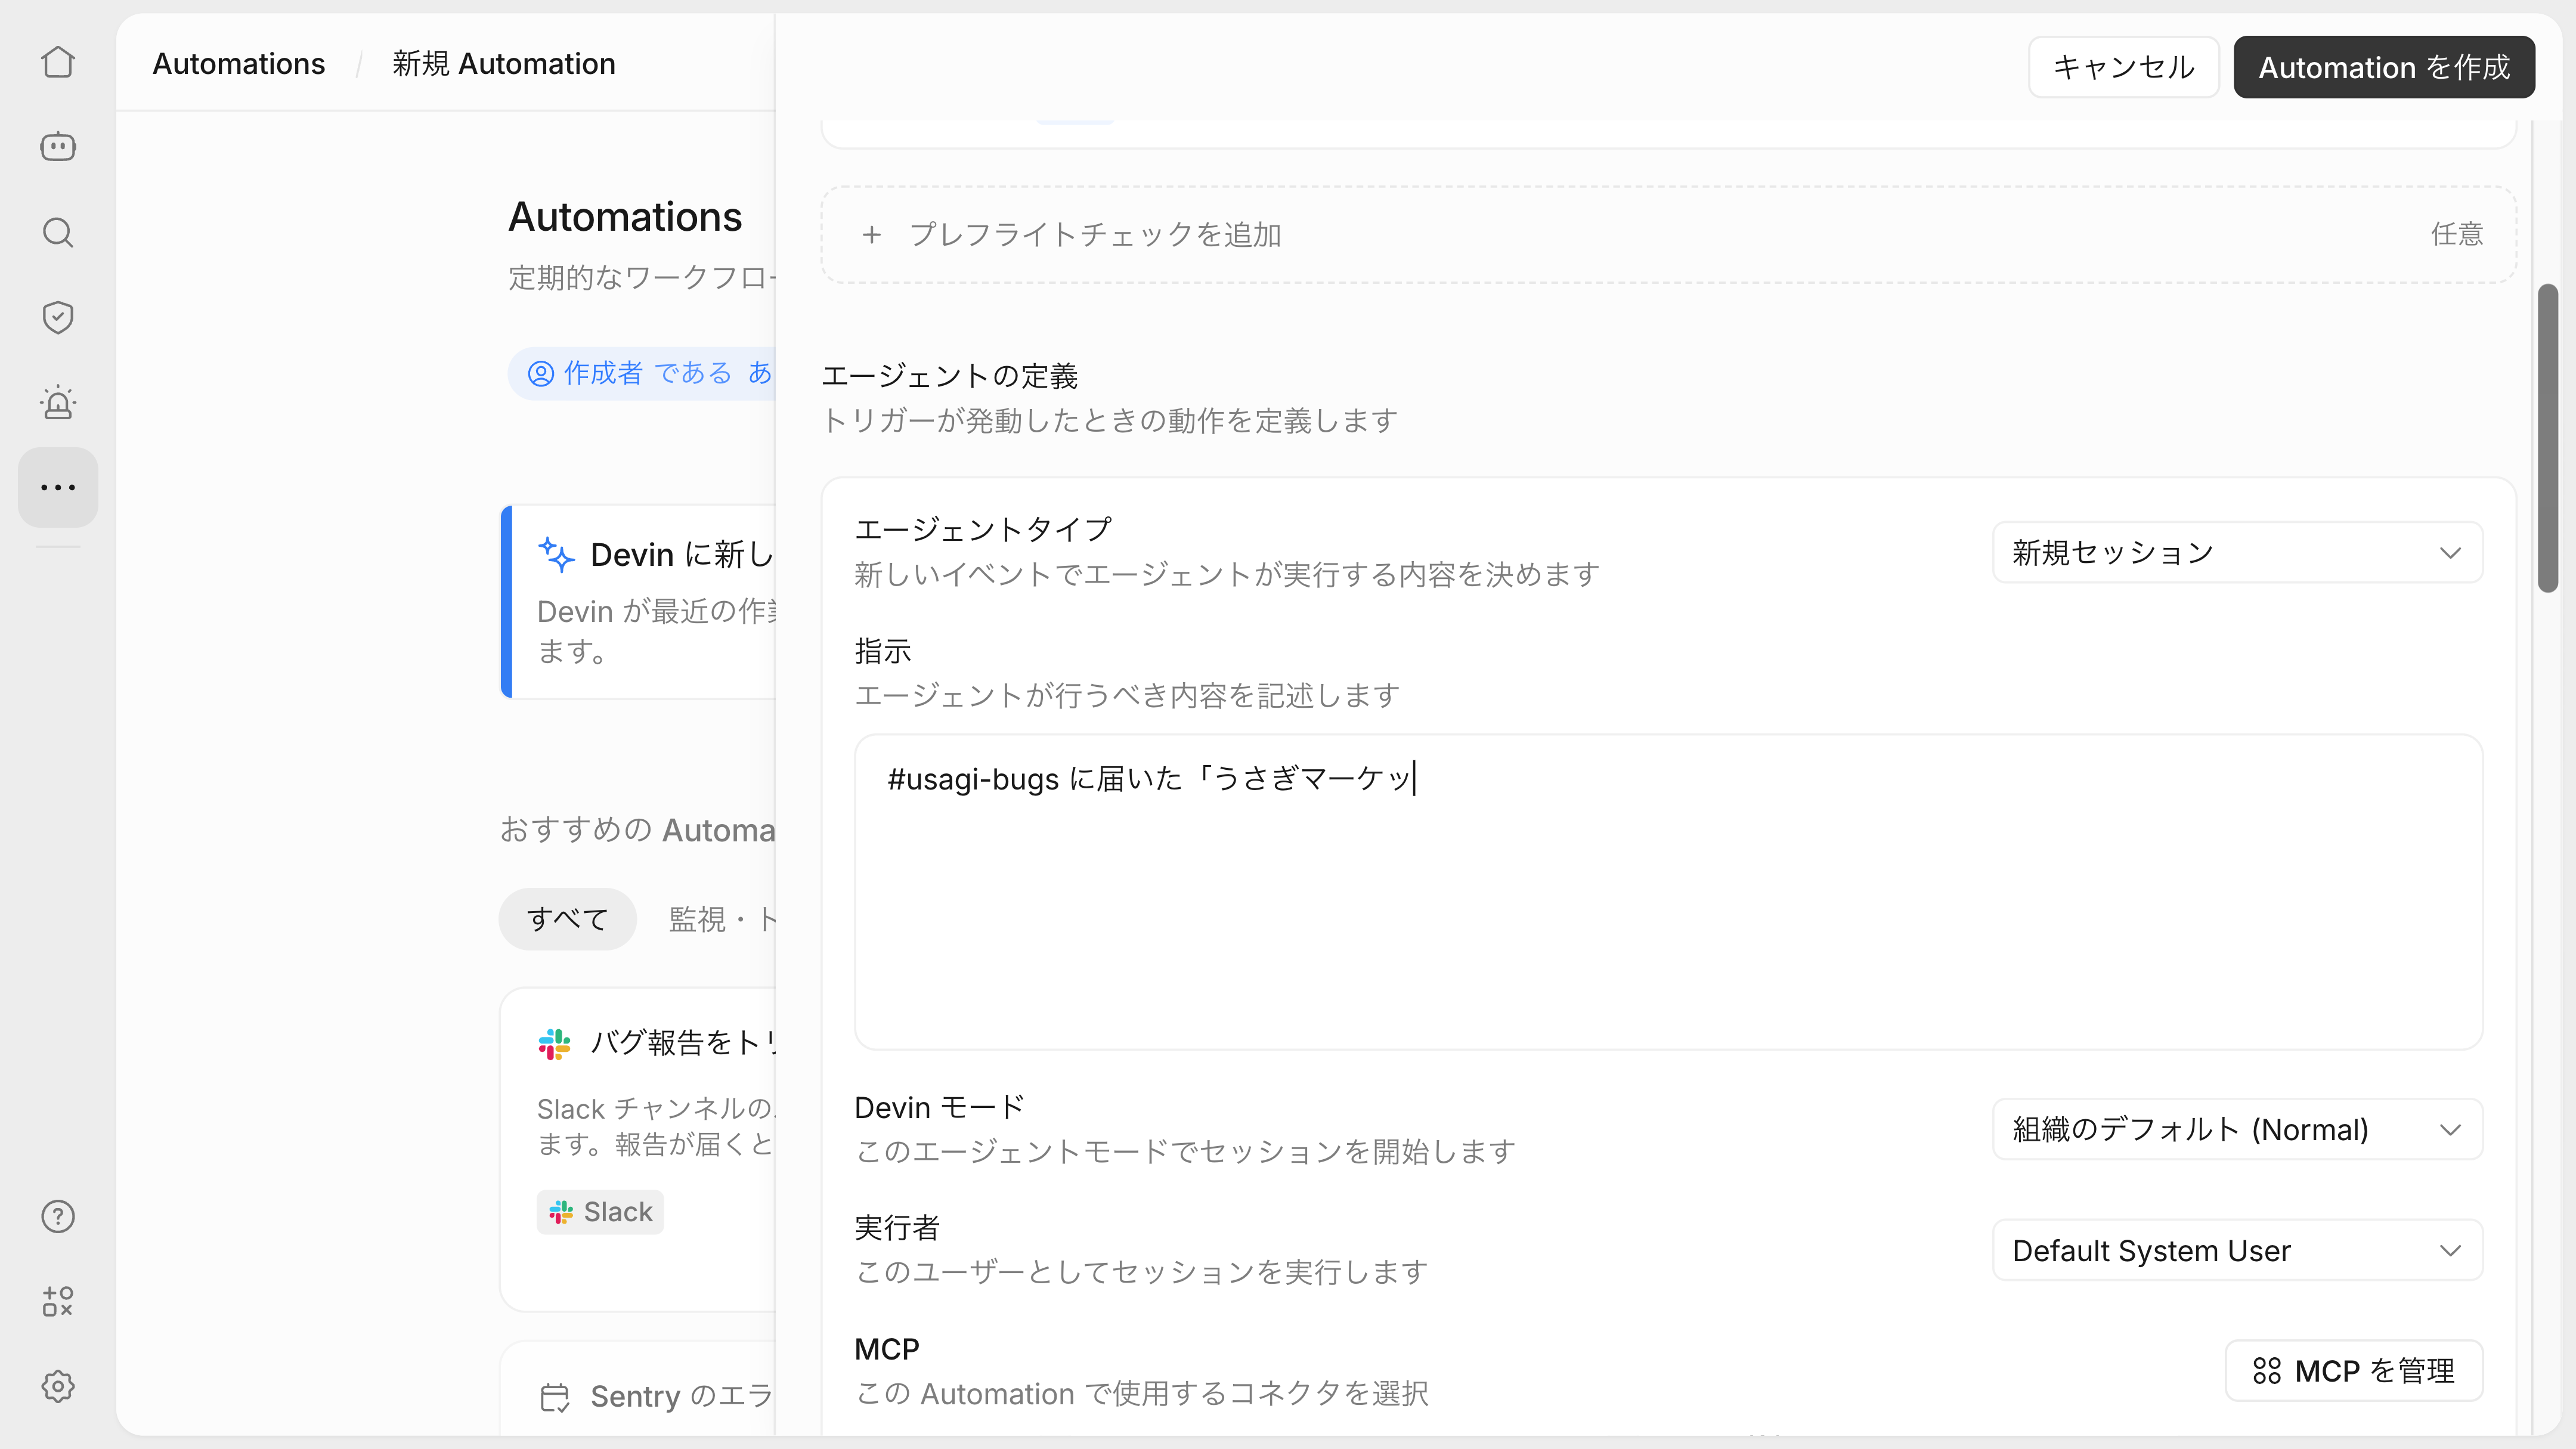 Automations / 新規 Automation
キャンセル
Automation を作成
Automations
定期的なワークフロー
作成者 である あ
Devin に新し
Devin が最近の作業
ます。
おすすめの Automa
すべて
監視・ト
バグ報告をトリ
Slack チャンネルの
ます。報告が届くと
Slack
Sentry のエラ
+ プレフライトチェックを追加
任意
エージェントの定義
トリガーが発動したときの動作を定義します
エージェントタイプ
新しいイベントでエージェントが実行する内容を決めます
新規セッション
指示
エージェントが行うべき内容を記述します
#usagi-bugs に届いた「うさぎマーケッ
Devin モード
このエージェントモードでセッションを開始します
組織のデフォルト (Normal)
実行者
このユーザーとしてセッションを実行します
Default System User
MCP
この Automation で使用するコネクタを選択
MCP を管理